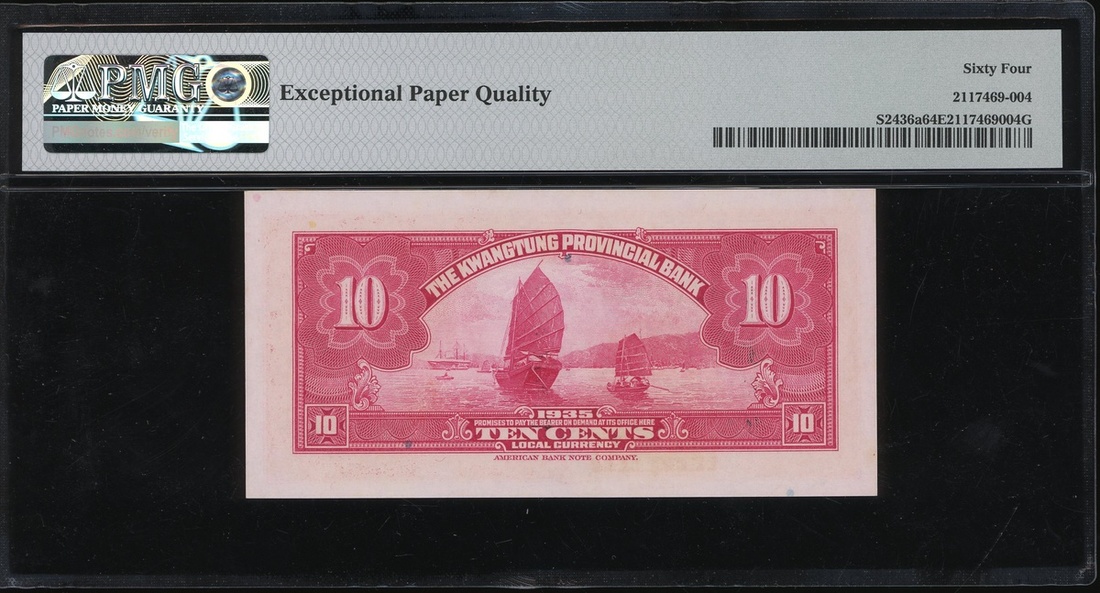 PMG
PAPER MONEY GUARANTY
Exceptional Paper Quality
Sixty Four
2117469-004
S2436a64E2117469004G
THE KWANGTUNG PROVINCIAL BANK
10
10
10
10
1935
PROMISES TO PAY THE BEARER ON DEMAND AT ITS OFFICE HERE
TEN CENTS
LOCAL CURRENCY
AMERICAN BANK NOTE COMPANY.